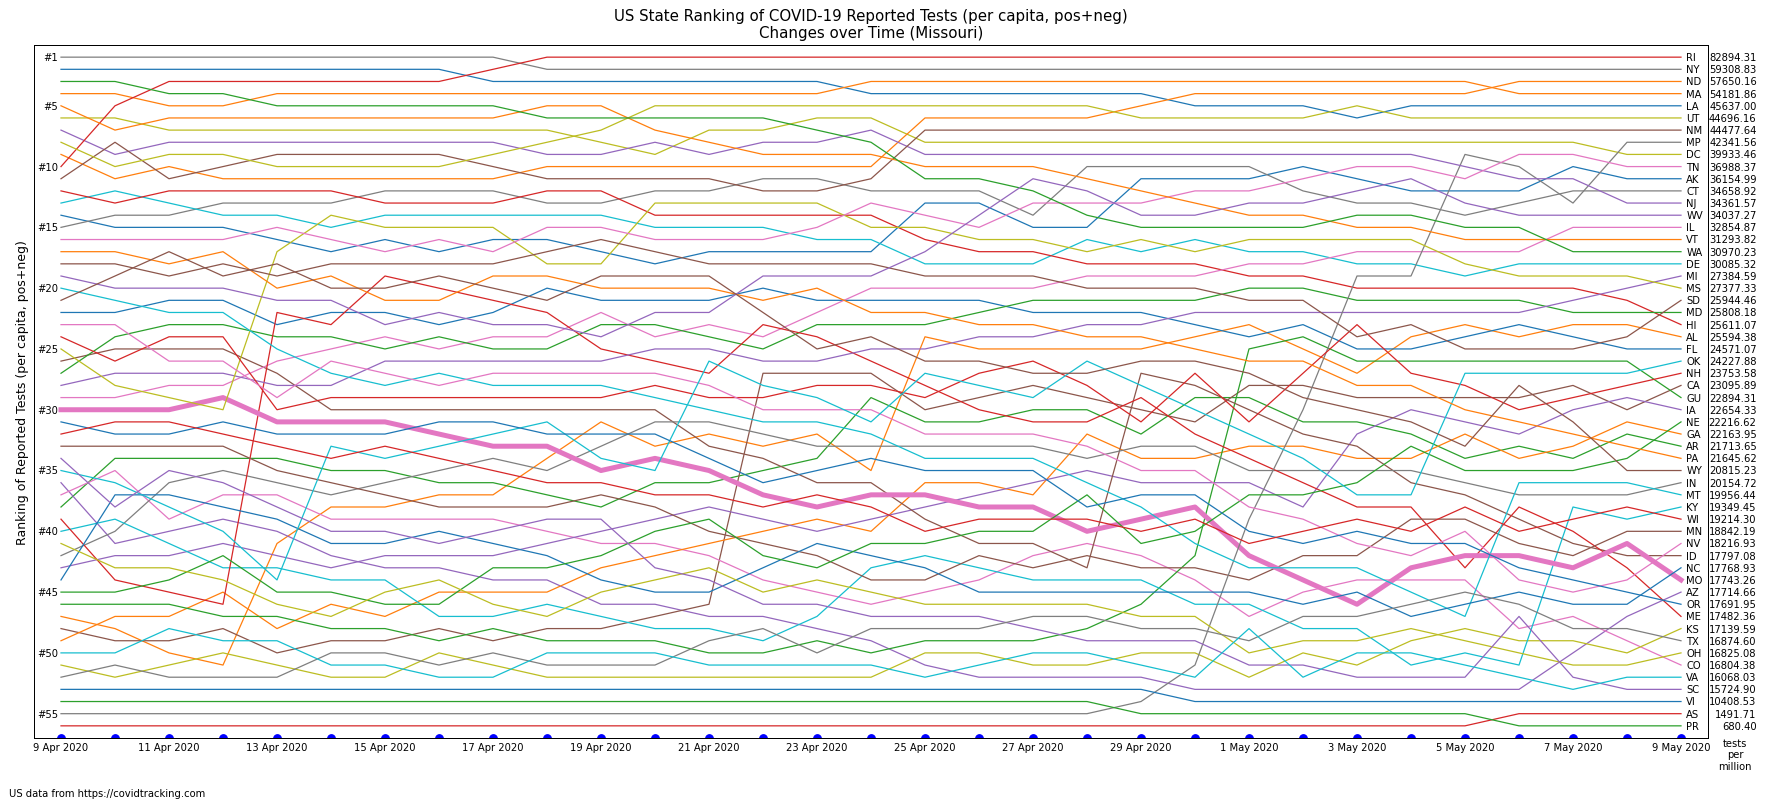 US State Ranking of COVID-19 Reported Tests (per capita, pos+neg)
Changes over Time (Missouri)
Ranking of Reported Tests (per capita, pos+neg)
#1
#5
#10
#15
#20
#25
#30
#35
#40
#45
#50
#55
RI 82894.31
NY 59308.83
ND 57650.16
MA 54181.86
LA 45637.00
UT 44696.16
NM 44477.64
MP 42341.56
DC 39933.46
TN 36988.37
AK 36154.99
CT 34658.92
NJ 34361.57
WV 34037.27
IL 32854.87
VT 31293.82
WA 30970.23
DE 30085.32
MI 27384.59
MS 27377.33
SD 25944.46
MD 25808.18
HI 25611.07
AL 25594.38
FL 24571.07
OK 24227.88
NH 23753.58
CA 23095.89
GU 22894.31
IA 22654.33
NE 22216.62
GA 22163.95
AR 21713.65
PA 21645.62
WY 20815.23
IN 20154.72
MT 19956.44
KY 19349.45
WI 19214.30
MN 18842.19
NV 18216.93
ID 17797.08
NC 17768.93
MO 17743.26
AZ 17714.66
OR 17691.95
ME 17482.36
KS 17139.59
TX 16874.60
OH 16825.08
CO 16804.38
VA 16068.03
SC 15724.90
VI 10408.53
AS 1491.71
PR 680.40
9 Apr 2020 11 Apr 2020 13 Apr 2020 15 Apr 2020 17 Apr 2020 19 Apr 2020 21 Apr 2020 23 Apr 2020 25 Apr 2020 27 Apr 2020 29 Apr 2020 1 May 2020 3 May 2020 5 May 2020 7 May 2020 9 May 2020
tests
per
million
US data from https://covidtracking.com